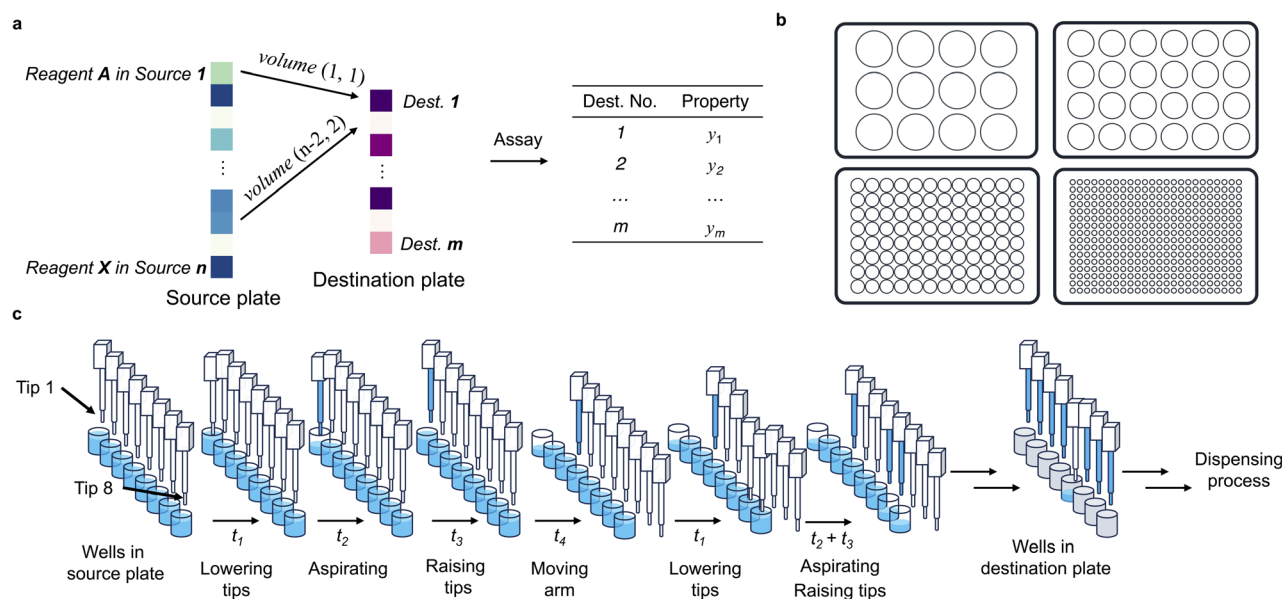 a
Reagent A in Source 1
volume (1, 1)
Dest. 1
volume (n-2, 2)
⋮
⋮
Reagent X in Source n
Dest. m
Source plate
Destination plate
Assay
Dest. No. Property
1 y₁
2 y₂
... ...
m yₘ
b
c
Tip 1
Tip 8
Wells in
source plate
t₁
Lowering
tips
t₂
Aspirating
t₃
Raising
tips
t₄
Moving
arm
t₁
Lowering
tips
t₂ + t₃
Aspirating
Raising tips
Wells in
destination plate
Dispensing
process